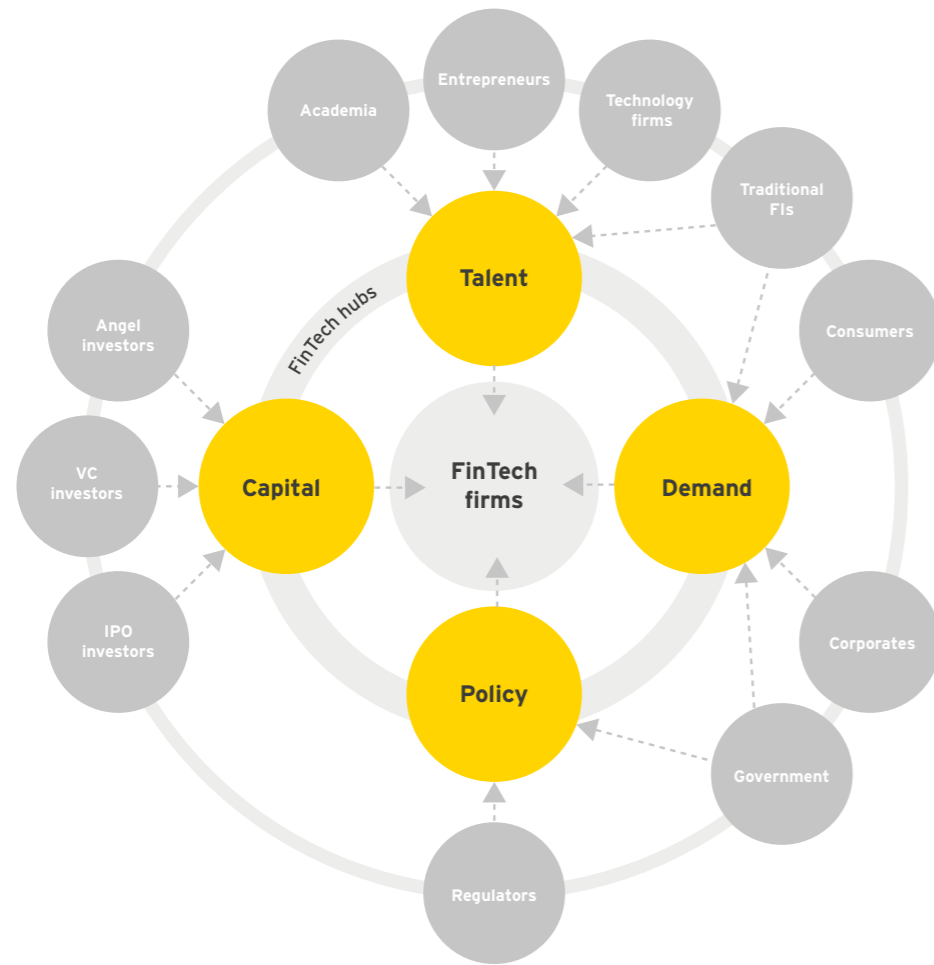 Entrepreneurs
Academia
Technology
firms
Traditional
FIs
Talent
FinTech hubs
Angel
investors
Consumers
VC
investors
Capital
FinTech
firms
Demand
IPO
investors
Corporates
Policy
Government
Regulators